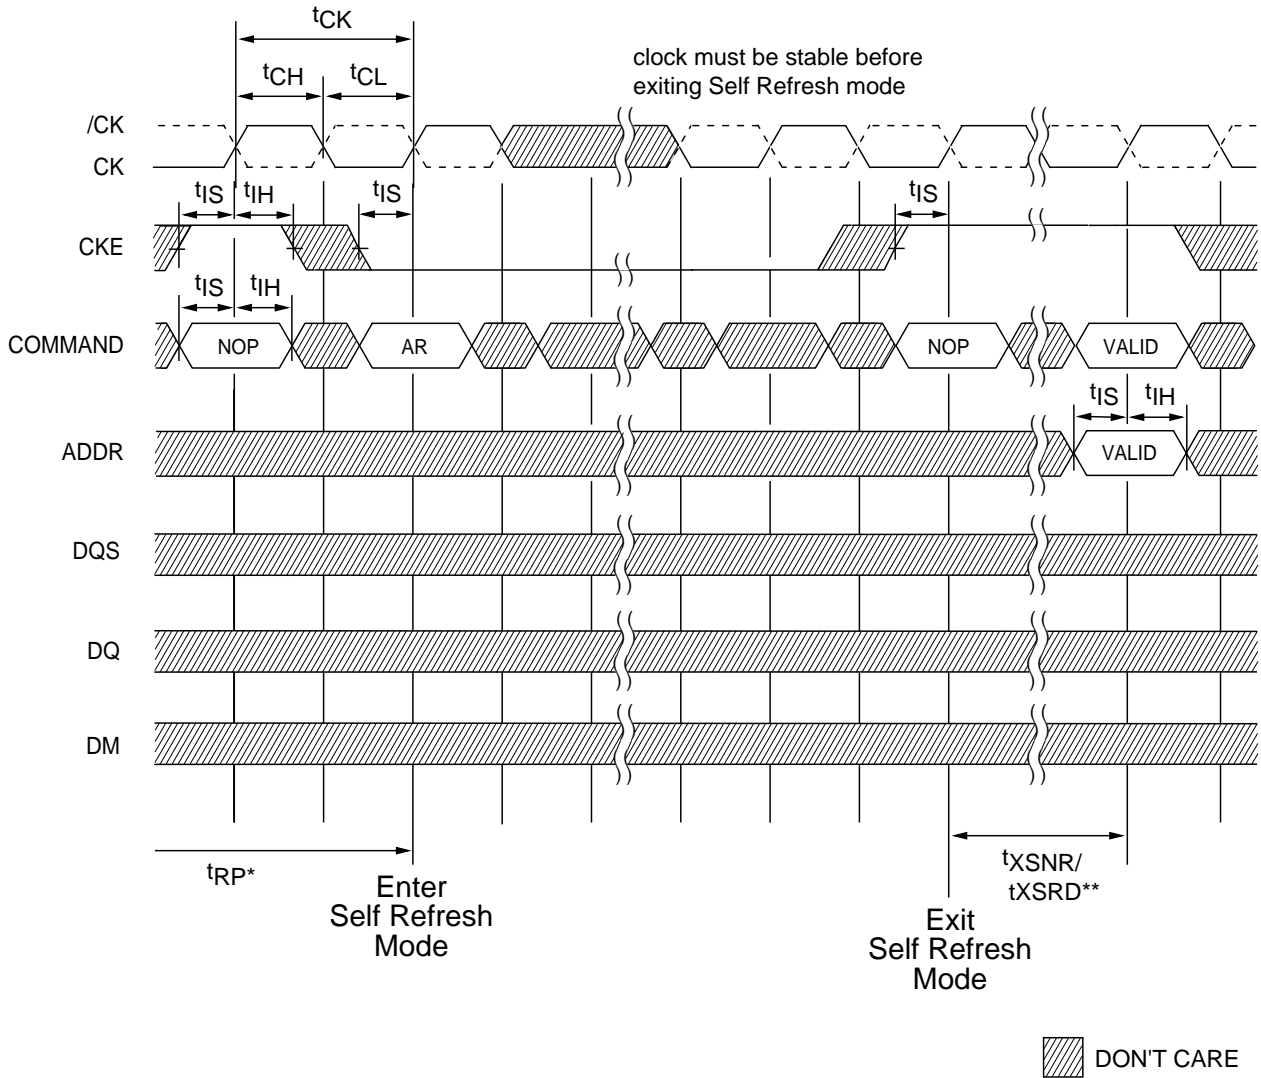 tCK
clock must be stable before
exiting Self Refresh mode
tCH
tCL
/CK
CK
tIS
tIH
tIS
tIS
CKE
tIS
tIH
COMMAND
NOP
AR
NOP
VALID
tIS
tIH
ADDR
VALID
DQS
DQ
DM
tRP*
Enter
Self Refresh
Mode
tXSNR/
tXSRD**
Exit
Self Refresh
Mode
DON'T CARE